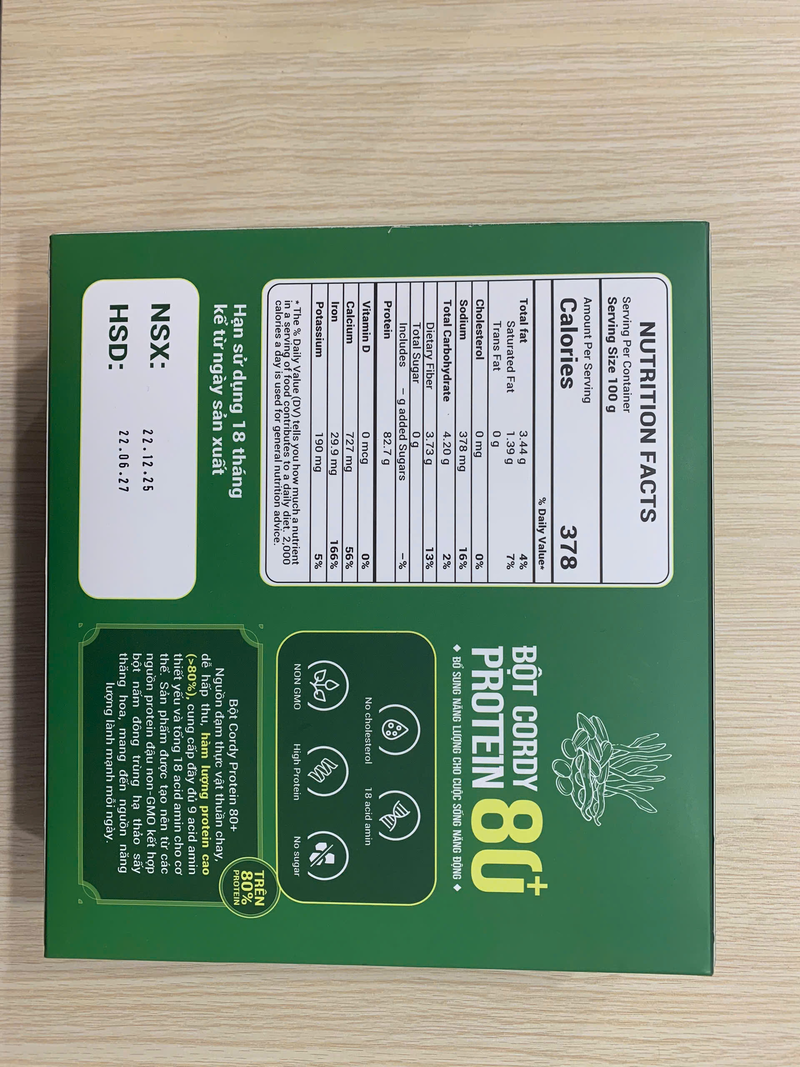 NUTRITION FACTS
Serving Per Container
Serving Size 100 g
Amount Per Serving
Calories 378
% Daily Value*
Total fat 3.44 g 4%
Saturated Fat 1.39 g 7%
Trans Fat 0 g
Cholesterol 0 mg 0%
Sodium 378 mg 16%
Total Carbohydrate 4.20 g 2%
Dietary Fiber 3.73 g 13%
Total Sugar 0 g
Includes – g added Sugars –%
Protein 82.7 g
Vitamin D 0 mcg 0%
Calcium 727 mg 56%
Iron 29.9 mg 166%
Potassium 190 mg 5%
* The % Daily Value (DV) tells you how much a nutrient
in a serving of food contributes to a daily diet. 2,000
calories a day is used for general nutrition advice.
Hạn sử dụng 18 tháng
kể từ ngày sản xuất
NSX: 22.12.25
HSD: 22.06.27
BỘT CORDY
PROTEIN 80+
BỔ SUNG NĂNG LƯỢNG CHO CUỘC SỐNG NĂNG ĐỘNG
No cholesterol
18 acid amin
NON GMO
High Protein
No sugar
TRÊN
80%
PROTEIN
Bột Cordy Protein 80+
Nguồn đạm thực vật thuần chay,
dễ hấp thu, hàm lượng protein cao
(>80%), cung cấp đầy đủ 9 acid amin
thiết yếu và tổng 18 acid amin cho cơ
thể. Sản phẩm được tạo nên từ các
nguồn protein đậu non-GMO kết hợp
bột nấm đông trùng hạ thảo sấy
thăng hoa, mang đến nguồn năng
lượng lành mạnh mỗi ngày.